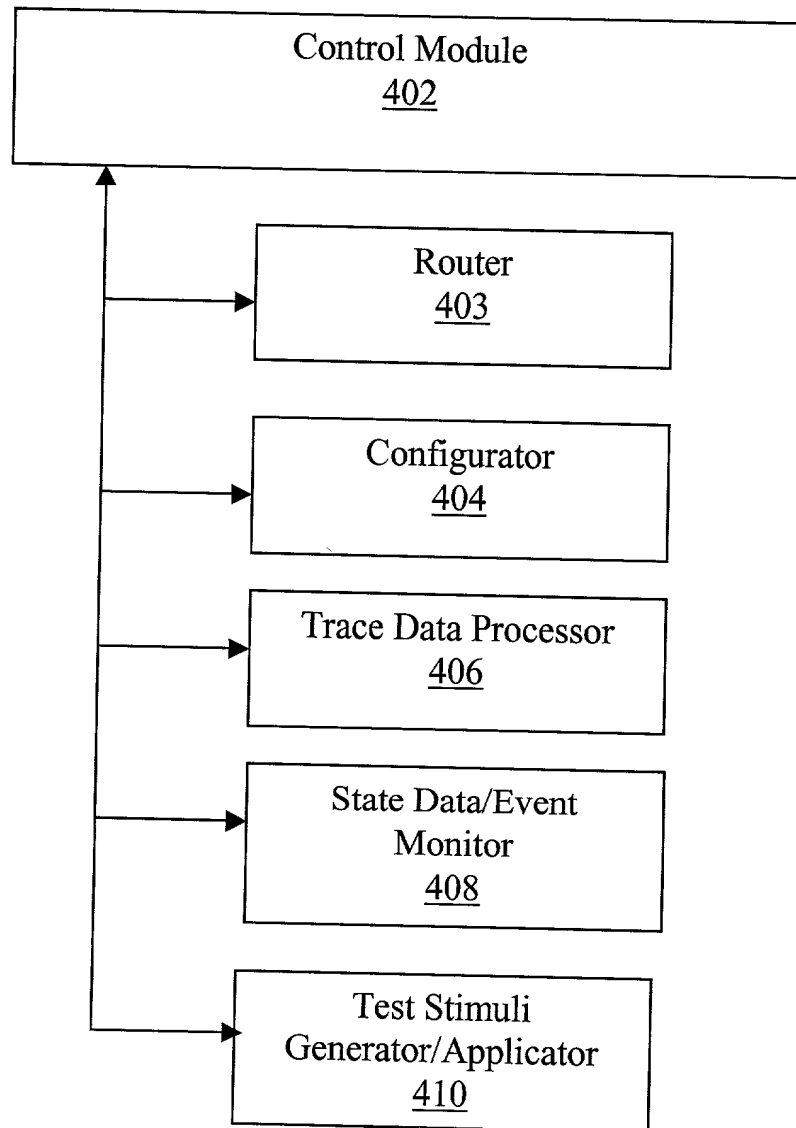 Control Module
402
Router
403
Configurator
404
Trace Data Processor
406
State Data/Event
Monitor
408
Test Stimuli
Generator/Applicator
410